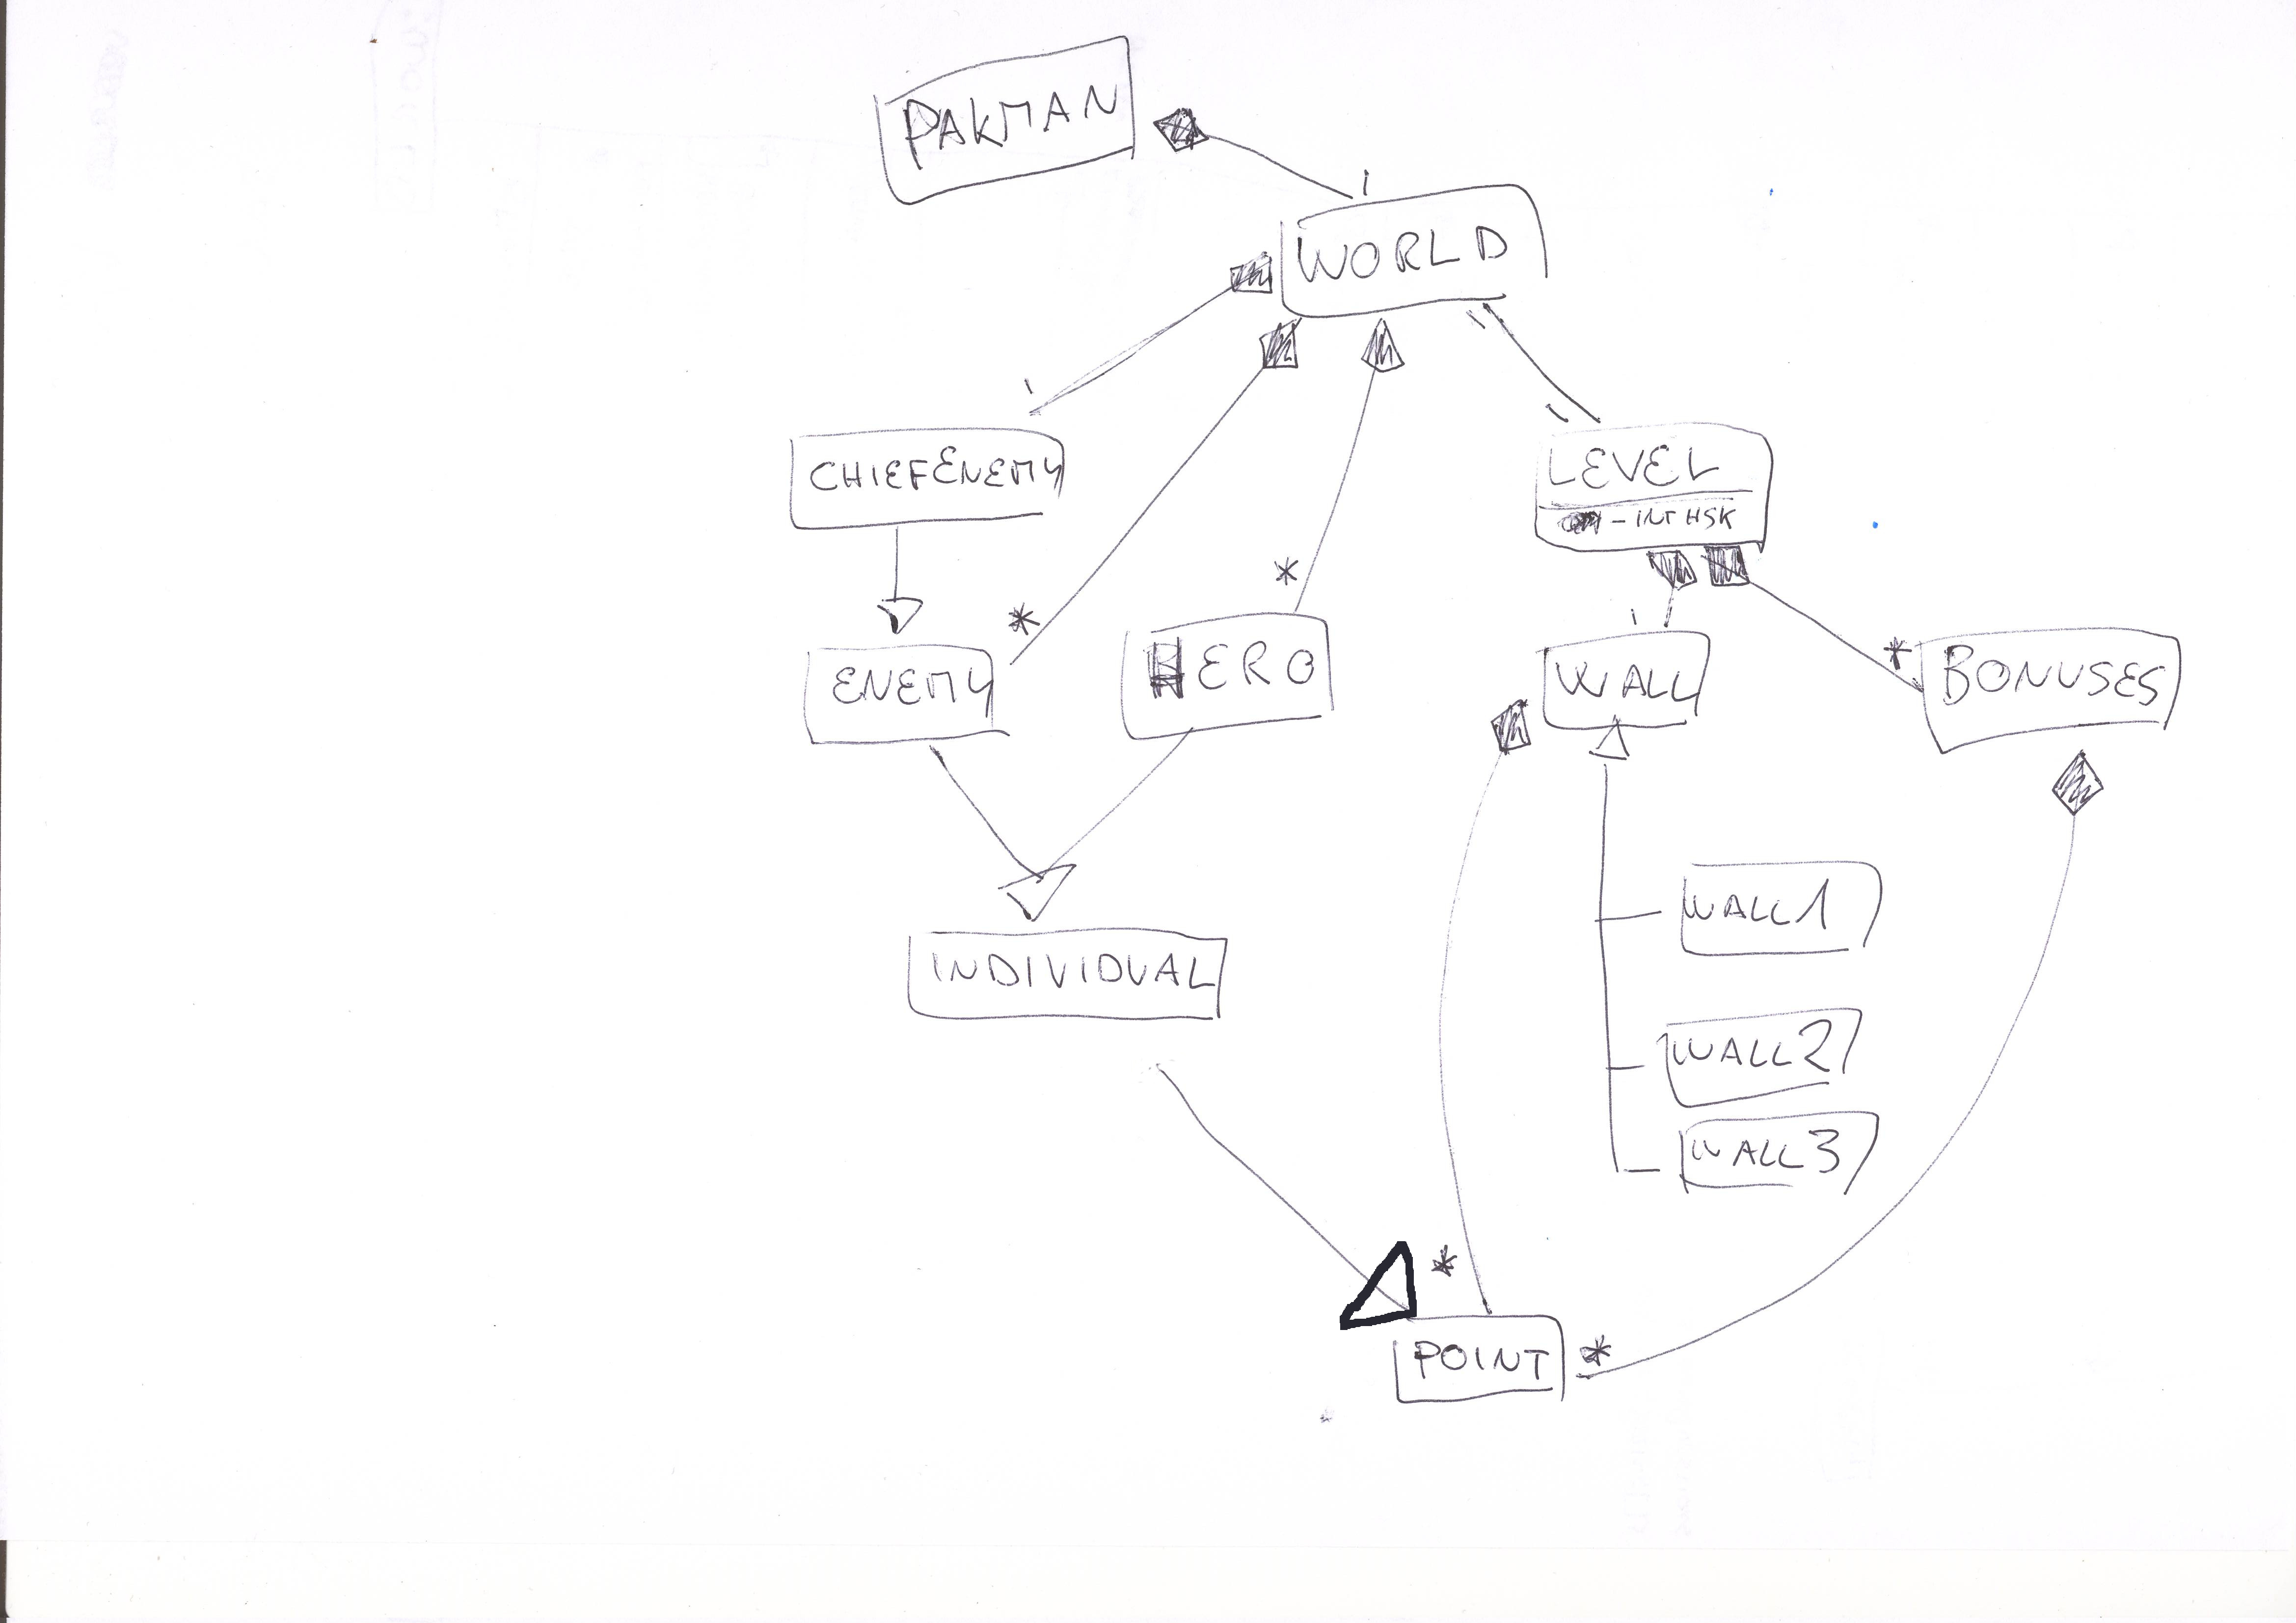 PAKMAN
1
WORLD
1
1
1
CHIEFENEMY
LEVEL
- INT HSK
*
*
1
*
ENEMY
HERO
WALL
BONUSES
WALL1
INDIVIDUAL
WALL2
WALL3
*
POINT
*